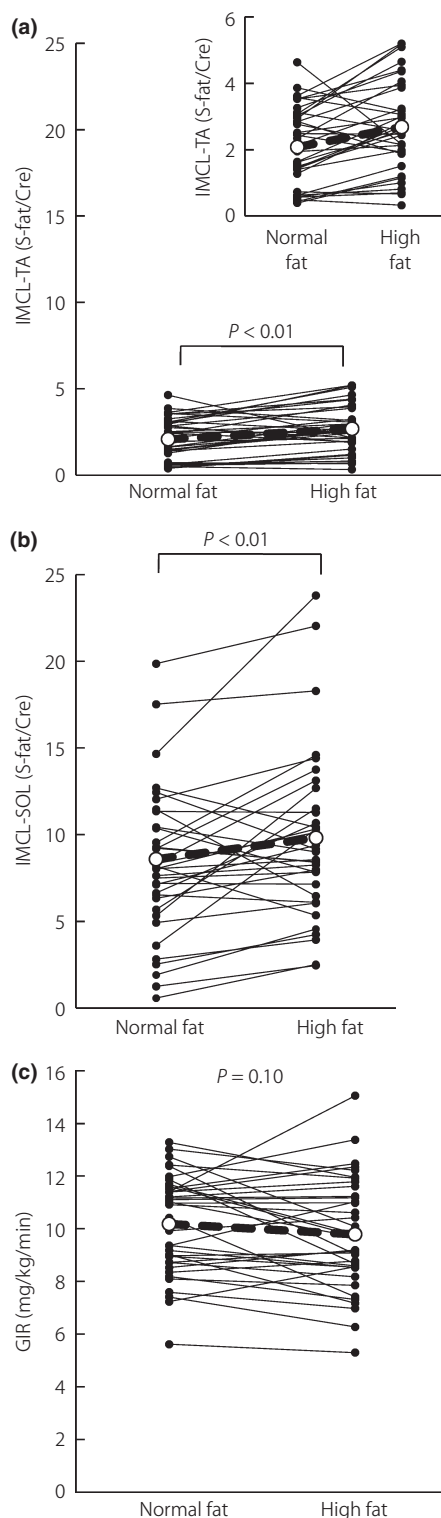 (a)
IMCL-TA (S-fat/Cre)
25
20
15
10
5
0
IMCL-TA (S-fat/Cre)
6
4
2
0
Normal fat
High fat
P < 0.01
Normal fat
High fat
(b)
P < 0.01
IMCL-SOL (S-fat/Cre)
25
20
15
10
5
0
Normal fat
High fat
(c)
P = 0.10
GIR (mg/kg/min)
16
14
12
10
8
6
4
2
0
Normal fat
High fat